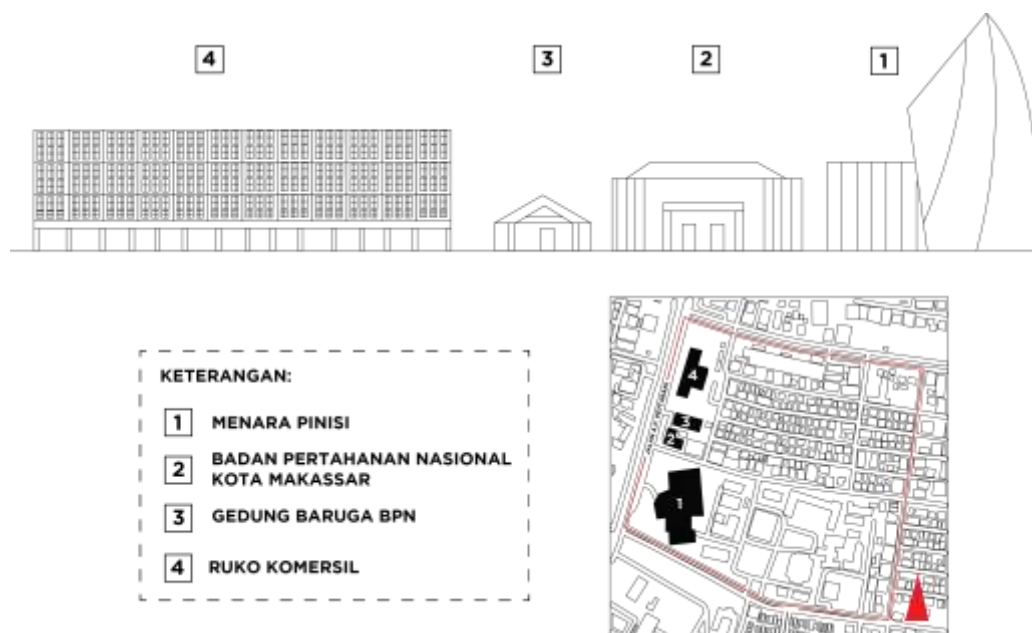 4
3
2
1
KETERANGAN:
1 MENARA PINISI
2 BADAN PERTAHANAN NASIONAL
KOTA MAKASSAR
3 GEDUNG BARUGA BPN
4 RUKO KOMERSIL
4
3
2
1